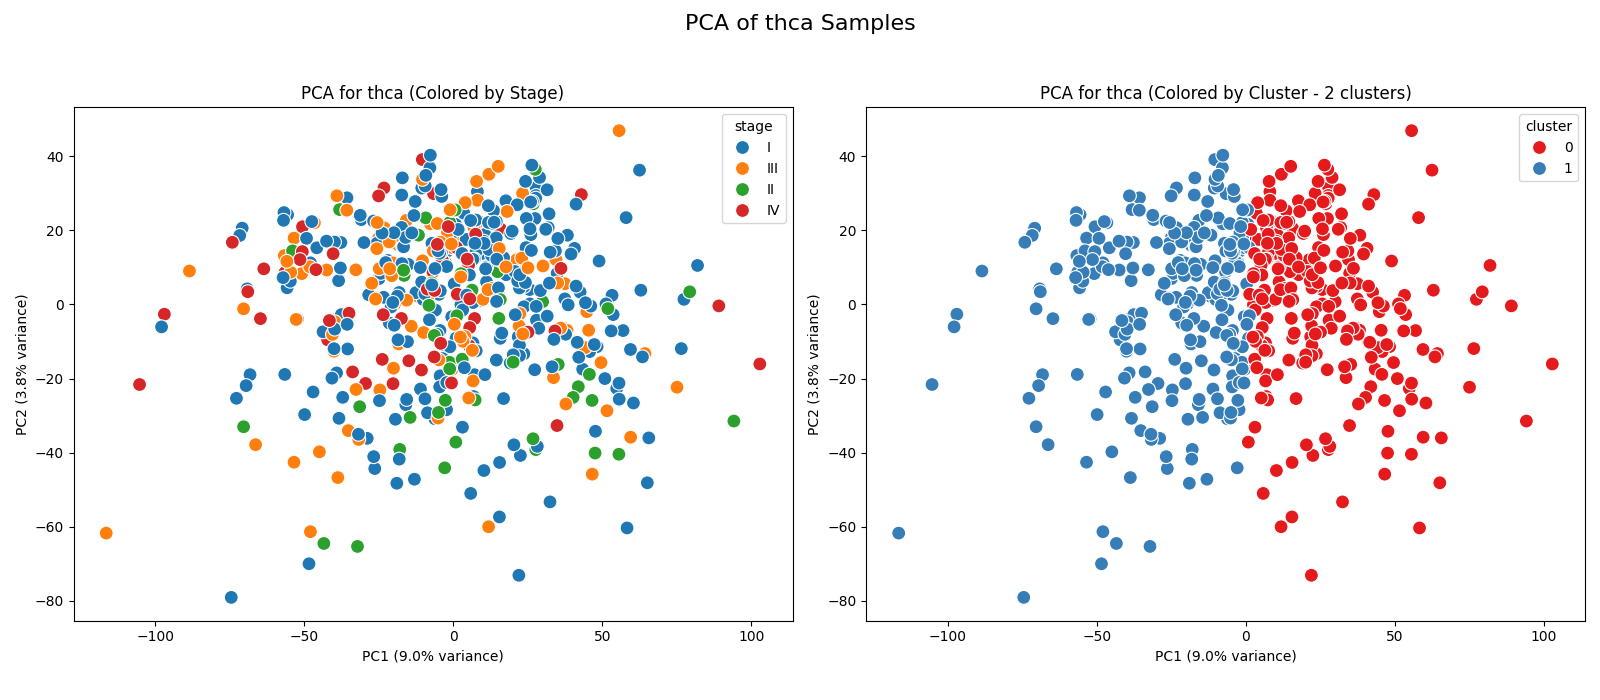 PCA of thca Samples
PCA for thca (Colored by Stage)
stage
I
III
II
IV
40
20
0
−20
−40
−60
−80
PC2 (3.8% variance)
−100
−50
0
50
100
PC1 (9.0% variance)
PCA for thca (Colored by Cluster - 2 clusters)
cluster
0
1
40
20
0
−20
−40
−60
−80
PC2 (3.8% variance)
−100
−50
0
50
100
PC1 (9.0% variance)